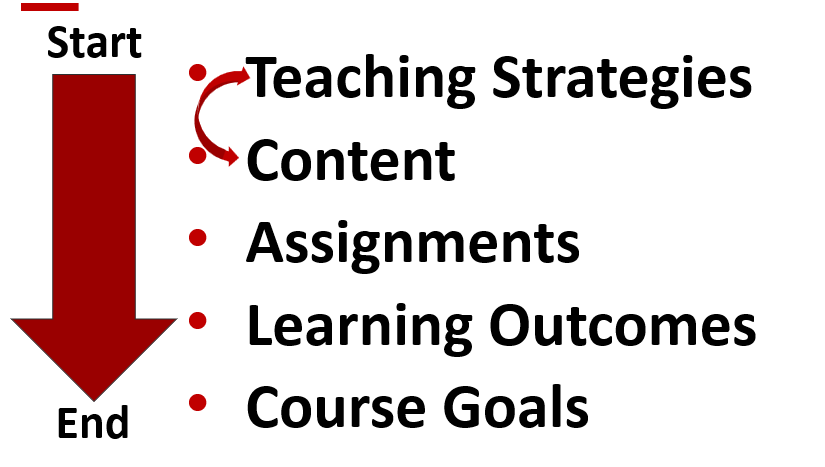 Start
Teaching Strategies
Content
Assignments
Learning Outcomes
Course Goals
End